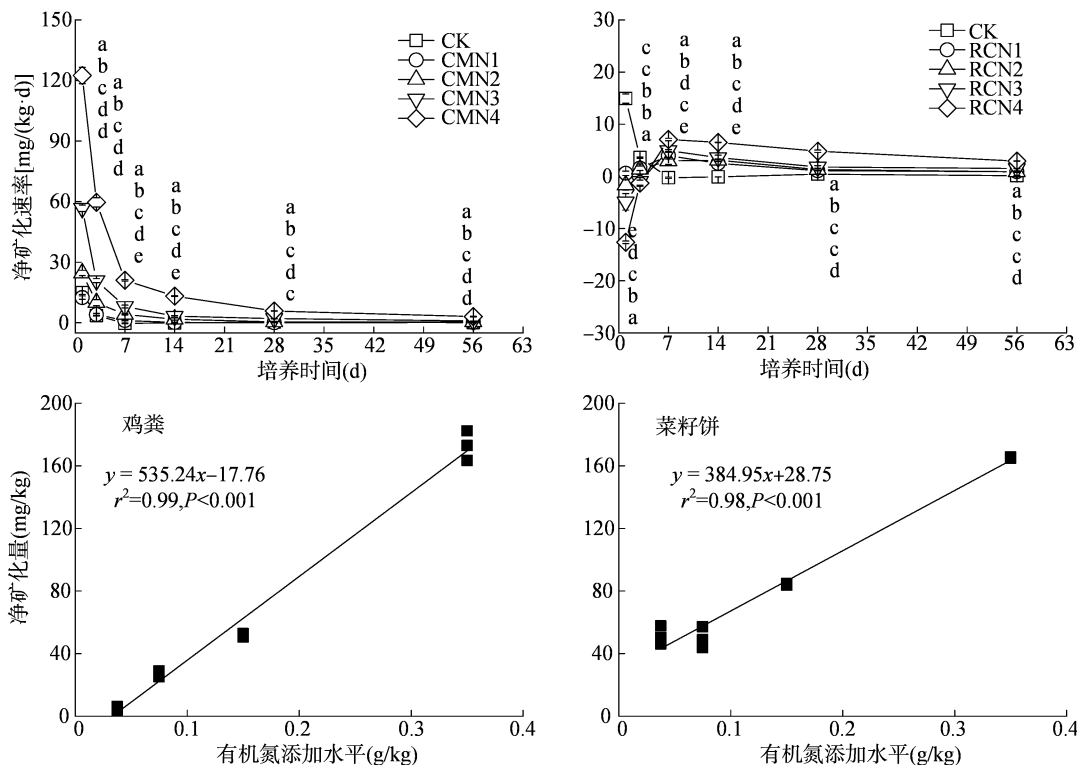 净矿化速率[mg/(kg·d)]
150
120
90
60
30
0
CK
CMN1
CMN2
CMN3
CMN4
a
b
c
d
d
a
b
c
d
d
a
b
c
d
e
a
b
c
d
e
a
b
c
d
c
a
b
c
d
d
0 7 14 21 28 35 42 49 56 63
培养时间(d)
30
20
10
0
−10
−20
−30
CK
RCN1
RCN2
RCN3
RCN4
e
d
c
b
a
c
c
b
b
a
a
b
d
c
e
a
b
c
d
e
a
b
c
c
d
a
b
c
c
d
0 7 14 21 28 35 42 49 56 63
培养时间(d)
净矿化量(mg/kg)
200
160
80
40
0
鸡粪
y = 535.24x−17.76
r²=0.99,P<0.001
0 0.1 0.2 0.3 0.4
有机氮添加水平(g/kg)
200
160
80
40
0
菜籽饼
y = 384.95x+28.75
r²=0.98,P<0.001
0 0.1 0.2 0.3 0.4
有机氮添加水平(g/kg)